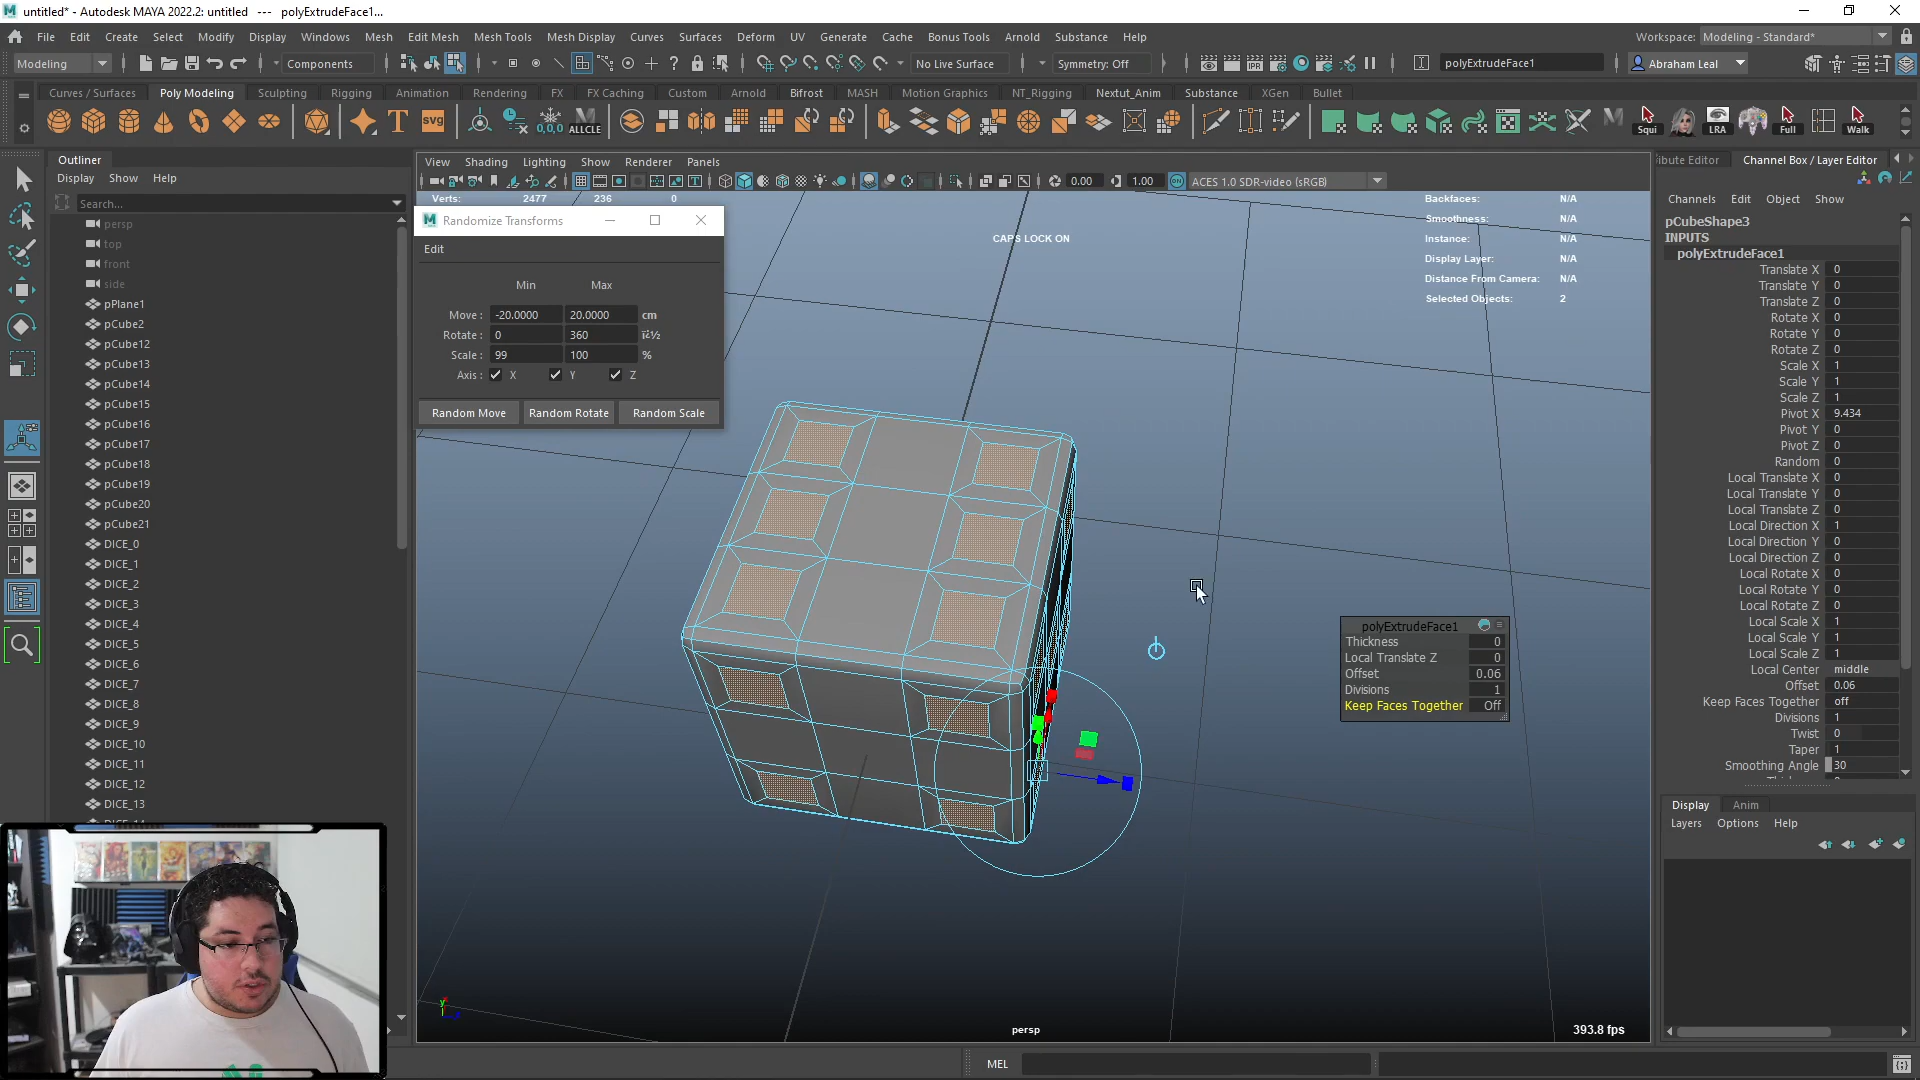 untitled* - Autodesk MAYA 2022.2: untitled   ---   polyExtrudeFace1...
File Edit Create Select Modify Display Windows Mesh Edit Mesh Mesh Tools Mesh Display Curves Surfaces Deform UV Generate Cache Bonus Tools Arnold Substance Help
Workspace: Modeling - Standard*
Modeling Components No Live Surface Symmetry: Off polyExtrudeFace1 Abraham Leal
Curves / Surfaces Poly Modeling Sculpting Rigging Animation Rendering FX FX Caching Custom Arnold Bifrost MASH Motion Graphics NT_Rigging Nextut_Anim Substance XGen Bullet
T svg 0,0,0 ALLCLE Squi LRA Full Walk
Outliner
Display Show Help
Search...
persp
top
front
side
pPlane1
pCube2
pCube12
pCube13
pCube14
pCube15
pCube16
pCube17
pCube18
pCube19
pCube20
pCube21
DICE_0
DICE_1
DICE_2
DICE_3
DICE_4
DICE_5
DICE_6
DICE_7
DICE_8
DICE_9
DICE_10
DICE_11
DICE_12
DICE_13
View Shading Lighting Show Renderer Panels
0.00 1.00 ACES 1.0 SDR-video (sRGB)
Verts: 2477 236 0
Randomize Transforms
Edit
Min Max
Move : -20.0000 20.0000 cm
Rotate : 0 360 ï¿½
Scale : 99 100 %
Axis : X Y Z
Random Move Random Rotate Random Scale
CAPS LOCK ON
Backfaces: N/A
Smoothness: N/A
Instance: N/A
Display Layer: N/A
Distance From Camera: N/A
Selected Objects: 2
polyExtrudeFace1
Thickness 0
Local Translate Z 0
Offset 0.06
Divisions 1
Keep Faces Together Off
persp
393.8 fps
MEL
ibute Editor Channel Box / Layer Editor
Channels Edit Object Show
pCubeShape3
INPUTS
polyExtrudeFace1
Translate X 0
Translate Y 0
Translate Z 0
Rotate X 0
Rotate Y 0
Rotate Z 0
Scale X 1
Scale Y 1
Scale Z 1
Pivot X 9.434
Pivot Y 0
Pivot Z 0
Random 0
Local Translate X 0
Local Translate Y 0
Local Translate Z 0
Local Direction X 1
Local Direction Y 0
Local Direction Z 0
Local Rotate X 0
Local Rotate Y 0
Local Rotate Z 0
Local Scale X 1
Local Scale Y 1
Local Scale Z 1
Local Center middle
Offset 0.06
Keep Faces Together off
Divisions 1
Twist 0
Taper 1
Smoothing Angle 30
Display Anim
Layers Options Help